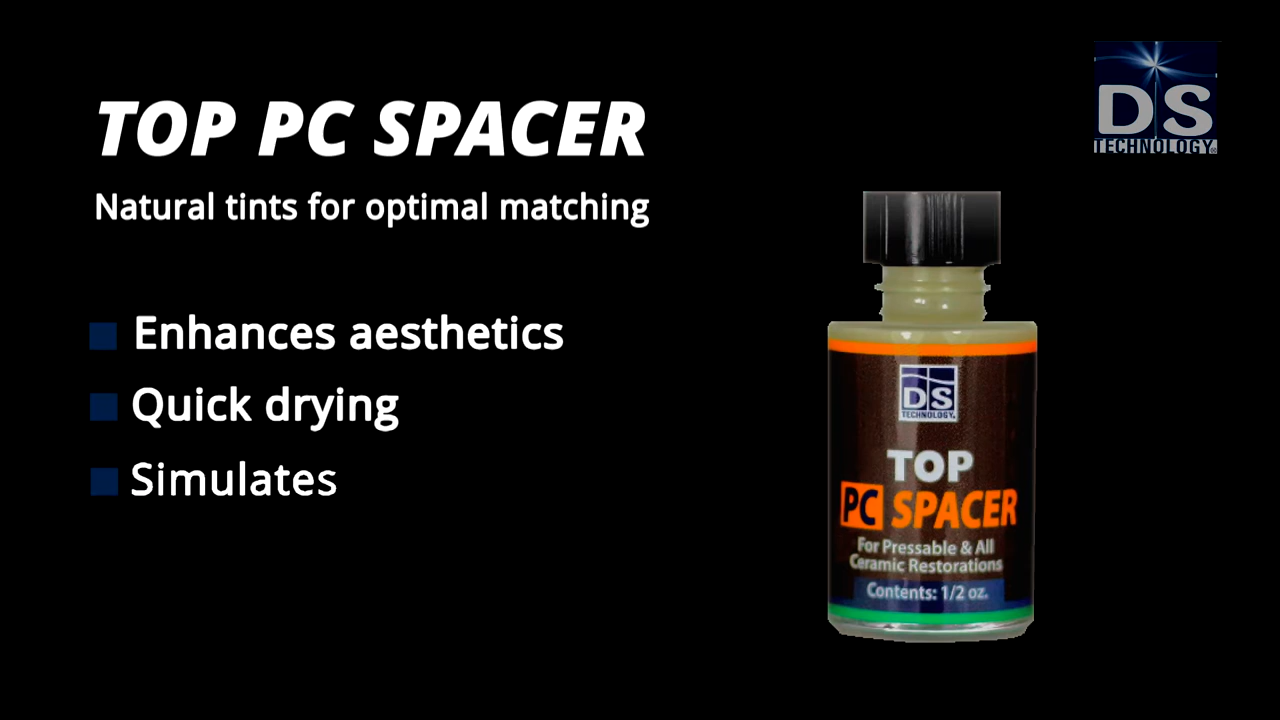 DS
TECHNOLOGY®
TOP PC SPACER
Natural tints for optimal matching
Enhances aesthetics
Quick drying
Simulates
DS
TECHNOLOGY
TOP
PC SPACER
For Pressable & All
Ceramic Restorations
Contents: 1/2 oz.